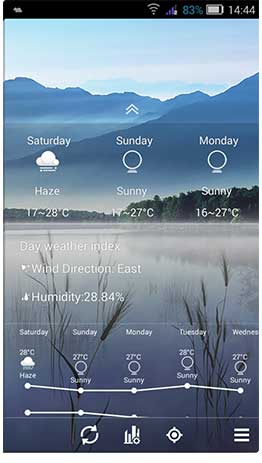 83% 14:44
Saturday Sunday Monday
Haze Sunny Sunny
17~28°C 17~27°C 16~27°C
Day weather index
Wind Direction: East
Humidity:28.84%
Saturday Sunday Monday Tuesday Wednes
28°C 27°C 27°C 28°C 27°C
Haze Sunny Sunny Sunny Sunny